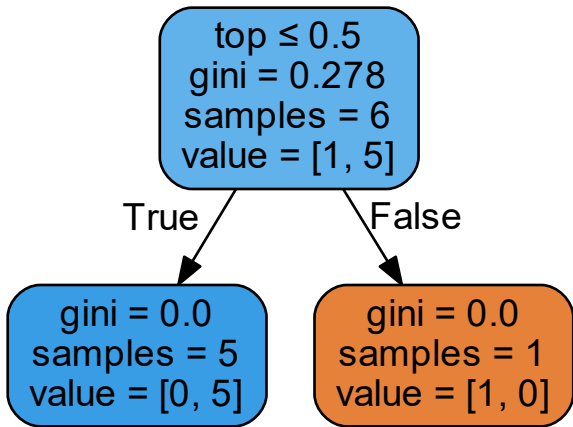 top ≤ 0.5
gini = 0.278
samples = 6
value = [1, 5]
True
False
gini = 0.0
samples = 5
value = [0, 5]
gini = 0.0
samples = 1
value = [1, 0]